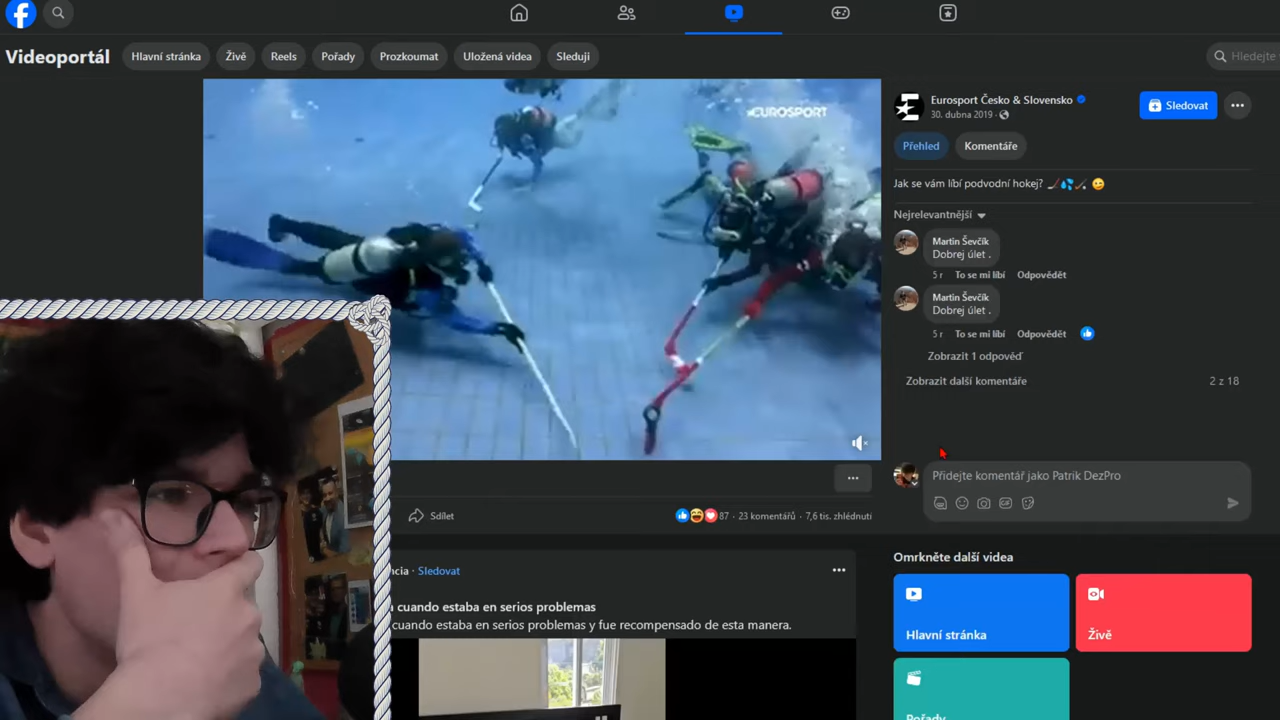 Videoportál
Hlavní stránka
Živě
Reels
Pořady
Prozkoumat
Uložená videa
Sleduji
Hledejte
EUROSPORT
Eurosport Česko & Slovensko
30. dubna 2019 ·
Sledovat
Přehled
Komentáře
Jak se vám líbí podvodní hokej? 🏒💦🏑 😉
Nejrelevantnější
Martin Ševčík
Dobrej úlet .
5 r To se mi líbí Odpovědět
Martin Ševčík
Dobrej úlet .
5 r To se mi líbí Odpovědět
Zobrazit 1 odpověď
Zobrazit další komentáře 2 z 18
Přidejte komentář jako Patrik DezPro
GIF
Sdílet
87 · 23 komentářů · 7,6 tis. zhlédnutí
ncia · Sledovat
cuando estaba en serios problemas
cuando estaba en serios problemas y fue recompensado de esta manera.
Omrkněte další videa
Hlavní stránka
Živě
Pořady